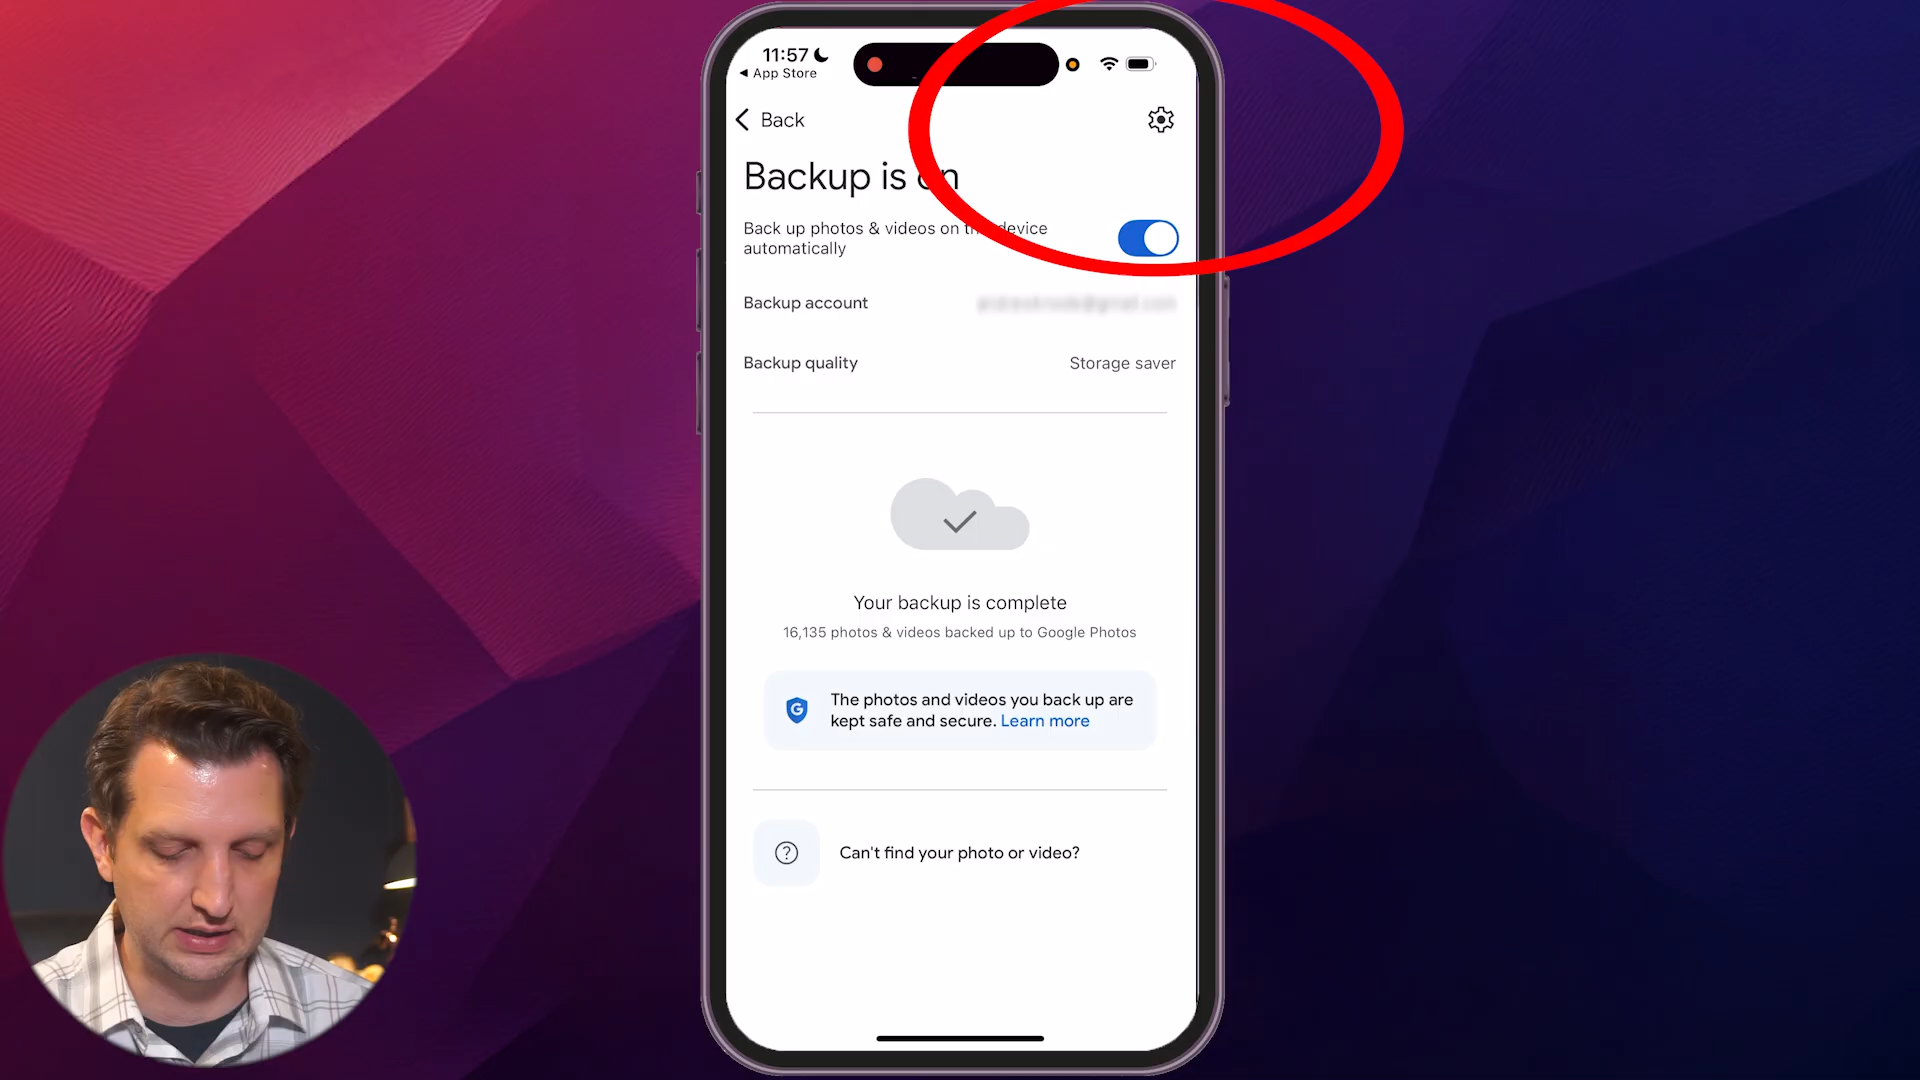 11:57
◀ App Store
Back
Backup is on
Back up photos & videos on device
automatically
Backup account
Backup quality Storage saver
Your backup is complete
16,135 photos & videos backed up to Google Photos
G
The photos and videos you back up are
kept safe and secure. Learn more
? Can't find your photo or video?